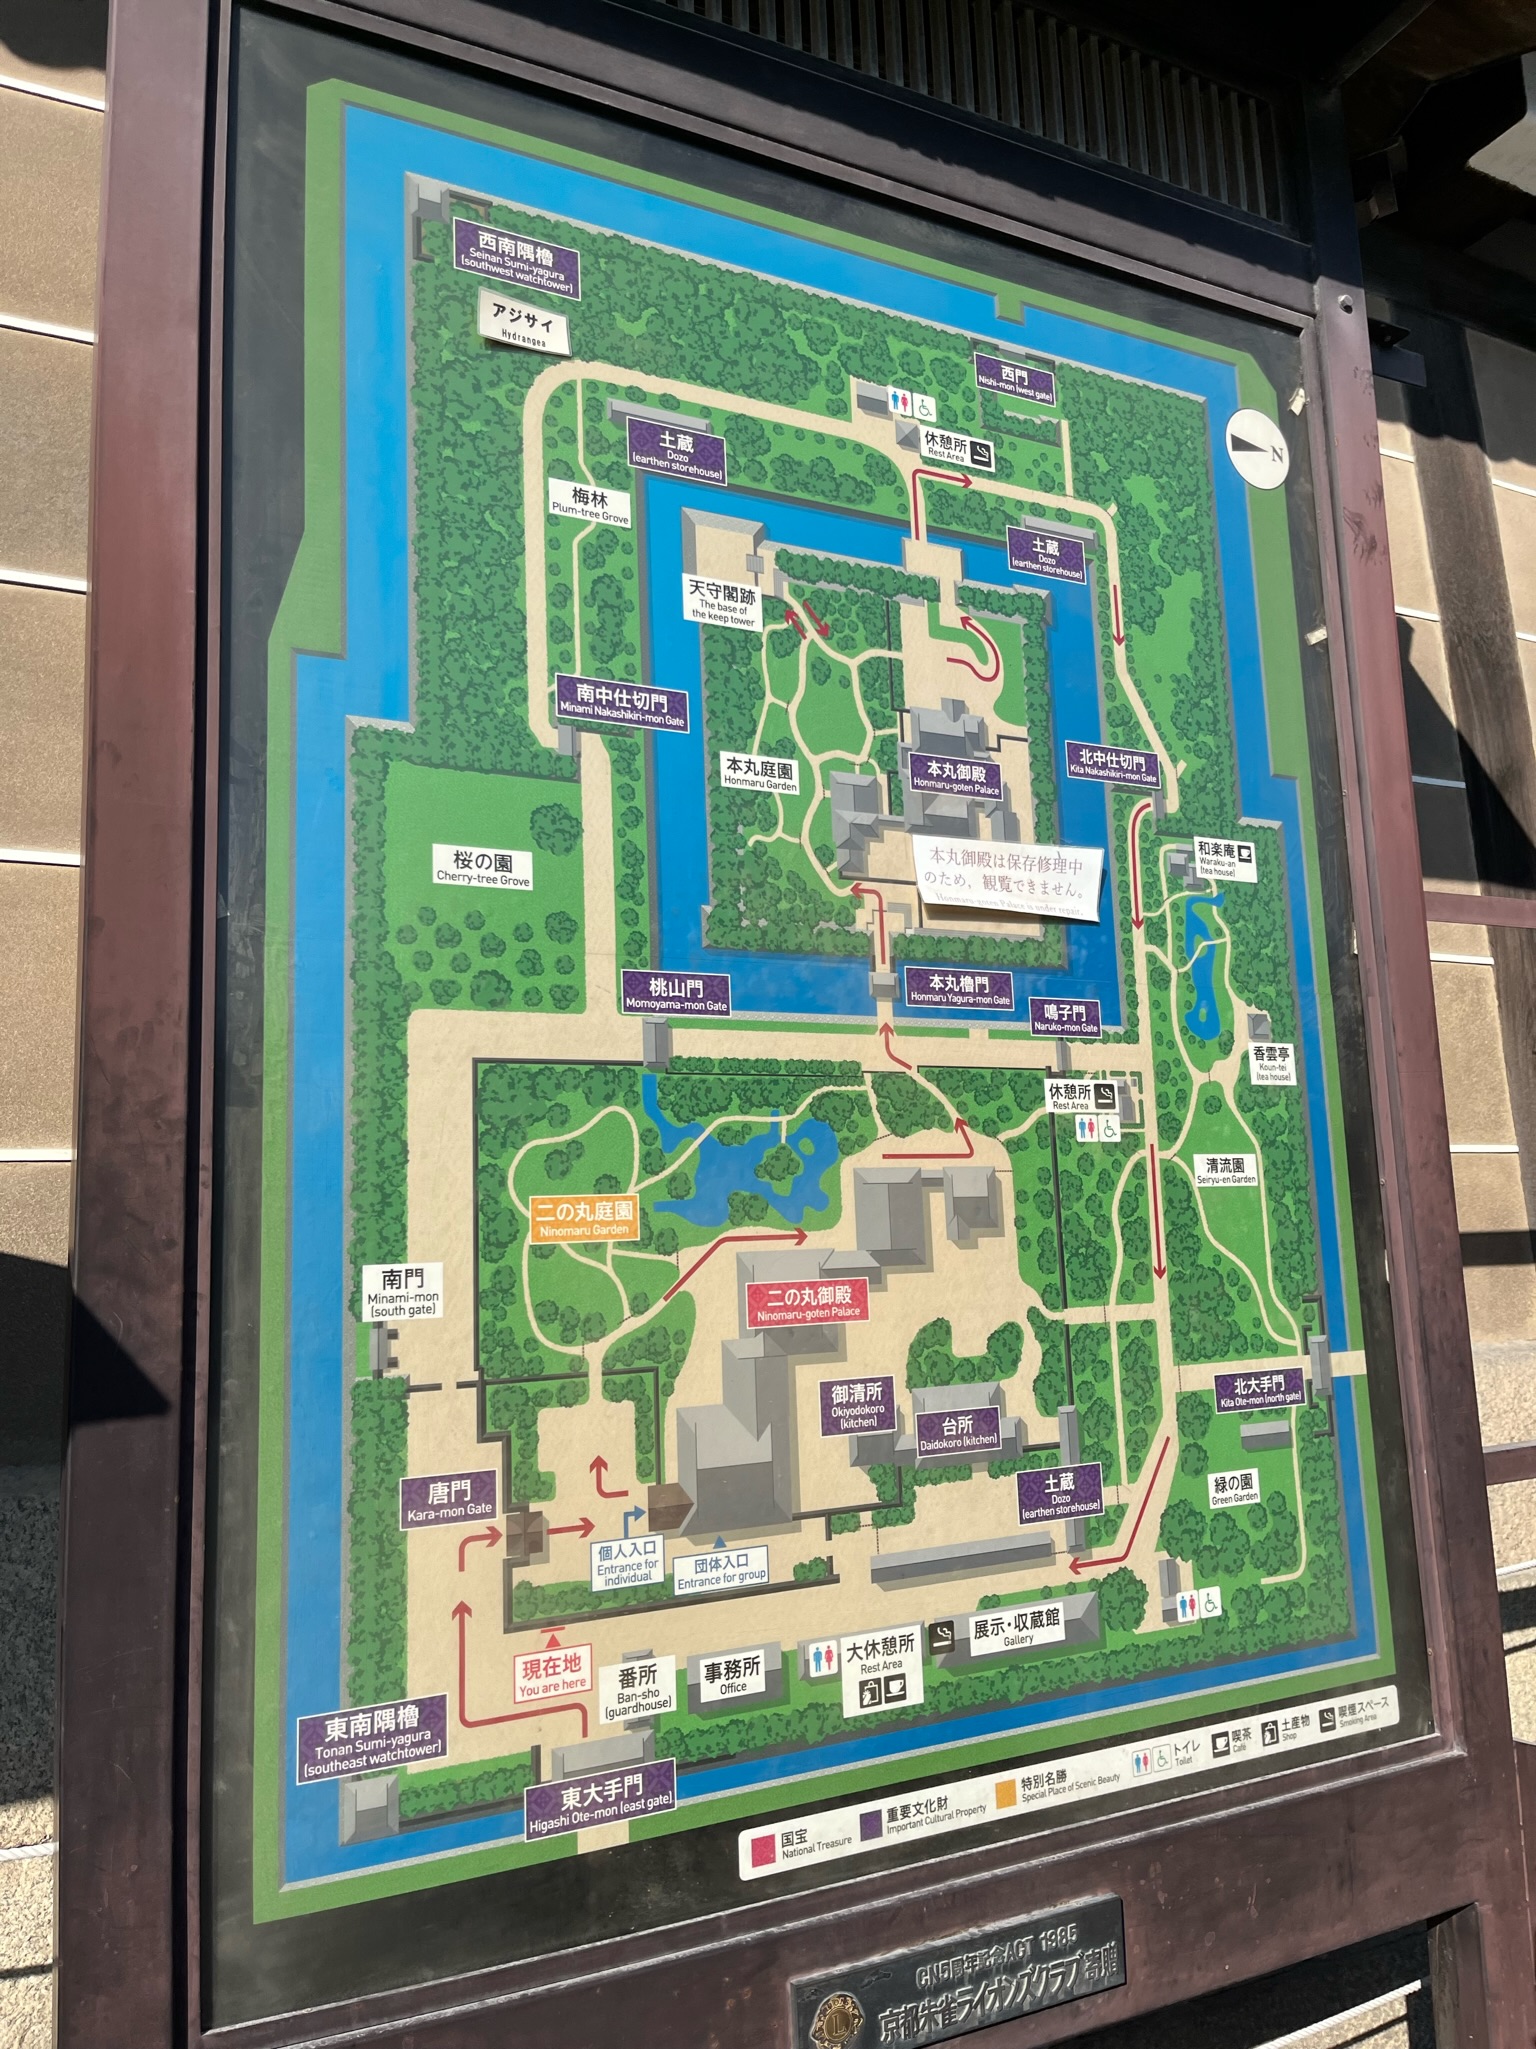 西南隅櫓
Seinan Sumi-yagura
(southwest watchtower)
アジサイ
Hydrangea
西門
Nishi-mon (west gate)
N
休憩所
Rest Area
土蔵
Dozo
(earthen storehouse)
梅林
Plum-tree Grove
土蔵
Dozo
(earthen storehouse)
天守閣跡
The base of
the keep tower
南中仕切門
Minami Nakashikiri-mon Gate
本丸庭園
Honmaru Garden
本丸御殿
Honmaru-goten Palace
北中仕切門
Kita Nakashikiri-mon Gate
桜の園
Cherry-tree Grove
本丸御殿は保存修理中
のため，観覧できません。
Honmaru-goten Palace is under repair.
和楽庵
Waraku-an
(tea house)
桃山門
Momoyama-mon Gate
本丸櫓門
Honmaru Yagura-mon Gate
鳴子門
Naruko-mon Gate
香雲亭
Koun-tei
(tea house)
休憩所
Rest Area
清流園
Seiryu-en Garden
二の丸庭園
Ninomaru Garden
南門
Minami-mon
(south gate)
二の丸御殿
Ninomaru-goten Palace
御清所
Okiyodokoro
(kitchen)
台所
Daidokoro (kitchen)
北大手門
Kita Ote-mon (north gate)
唐門
Kara-mon Gate
土蔵
Dozo
(earthen storehouse)
緑の園
Green Garden
個人入口
Entrance for
individual
団体入口
Entrance for group
現在地
You are here
番所
Ban-sho
(guardhouse)
事務所
Office
大休憩所
Rest Area
展示・収蔵館
Gallery
東南隅櫓
Tonan Sumi-yagura
(southeast watchtower)
東大手門
Higashi Ote-mon (east gate)
国宝
National Treasure
重要文化財
Important Cultural Property
特別名勝
Special Place of Scenic Beauty
トイレ
Toilet
喫茶
Café
土産物
Shop
喫煙スペース
Smoking Area
CN5周年記念ACT 1985
京都朱雀ライオンズクラブ寄贈
L